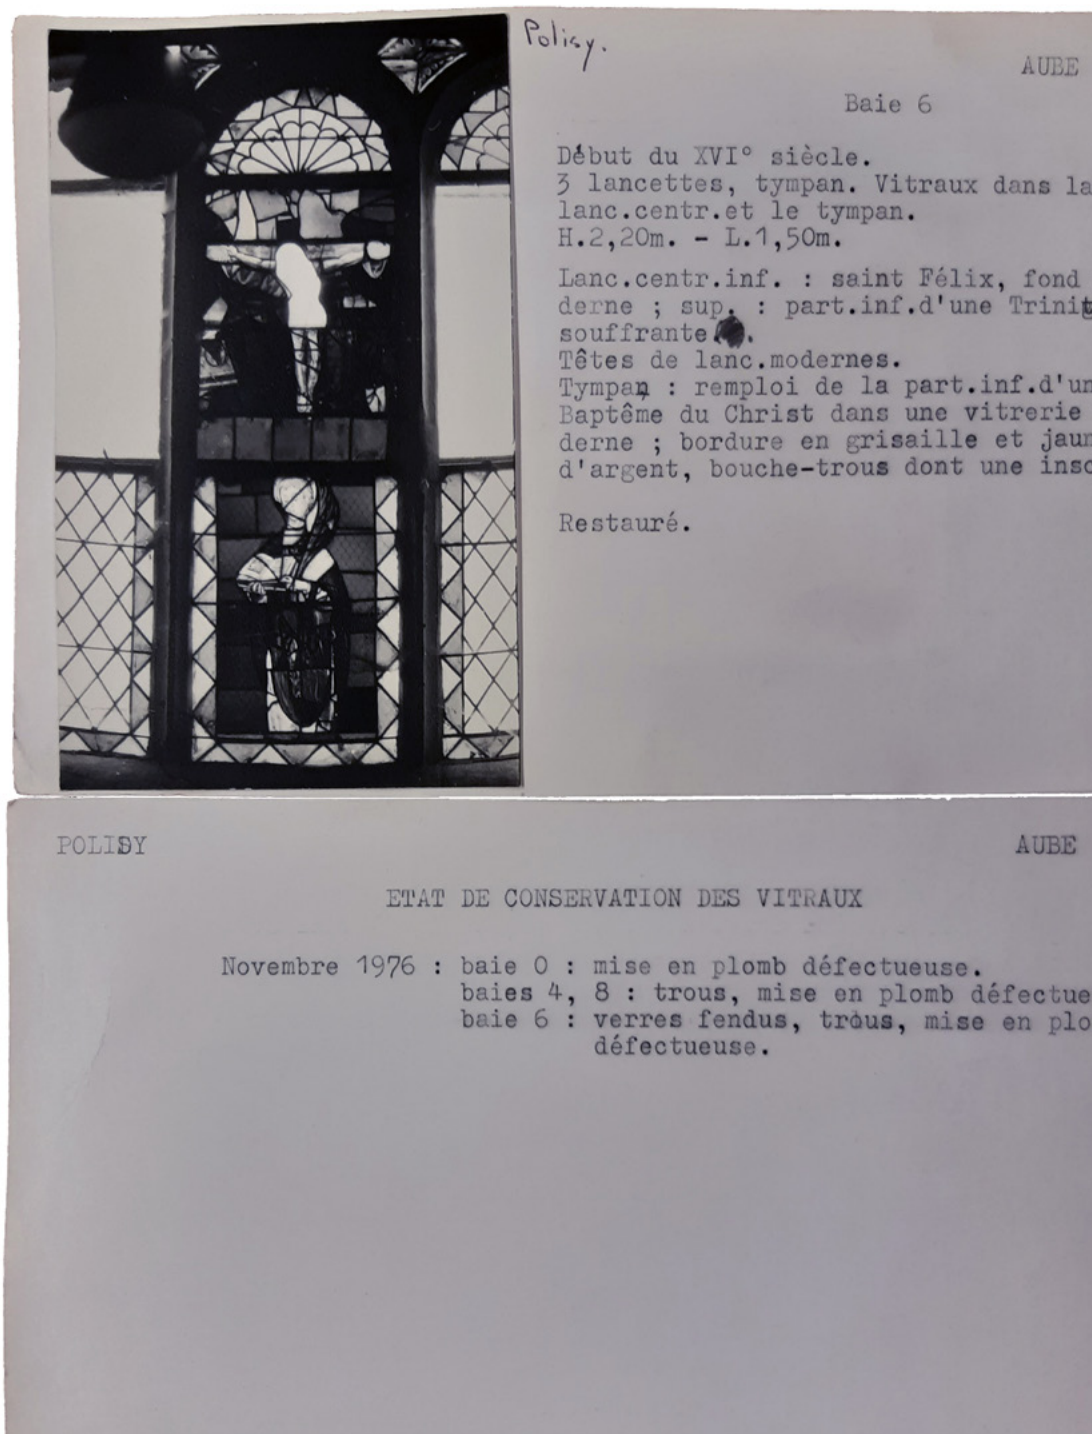 Polisy.
AUBE
Baie 6
Début du XVI° siècle.
3 lancettes, tympan. Vitraux dans la
lanc.centr.et le tympan.
H.2,20m. - L.1,50m.
Lanc.centr.inf. : saint Félix, fond
derne ; sup. : part.inf.d'une Trinit
souffrante .
Têtes de lanc.modernes.
Tympan : remploi de la part.inf.d'un
Baptême du Christ dans une vitrerie
derne ; bordure en grisaille et jaun
d'argent, bouche-trous dont une insc
Restauré.
POLISY
AUBE
ETAT DE CONSERVATION DES VITRAUX
Novembre 1976 : baie 0 : mise en plomb défectueuse.
baies 4, 8 : trous, mise en plomb défectue
baie 6 : verres fendus, trous, mise en plo
défectueuse.